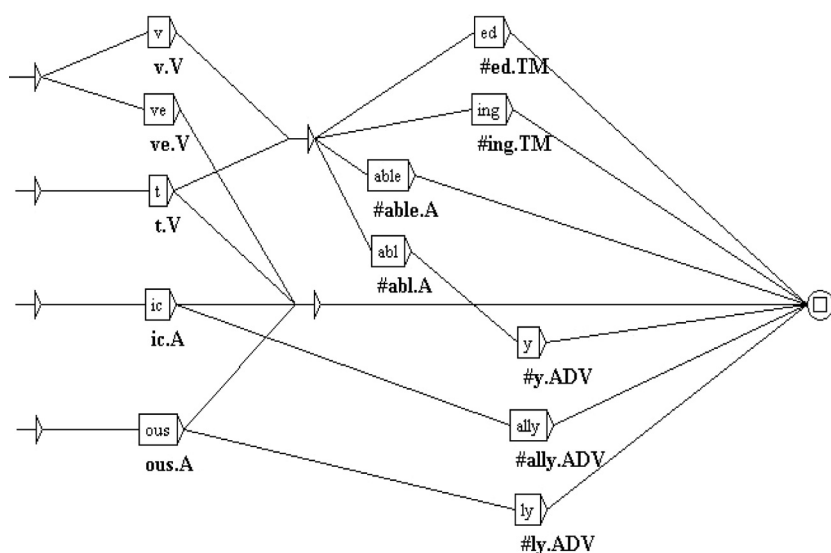 v
v.V
ed
#ed.TM
ve
ve.V
ing
#ing.TM
t
t.V
able
#able.A
abl
#abl.A
ic
ic.A
y
#y.ADV
ous
ous.A
ally
#ally.ADV
ly
#ly.ADV